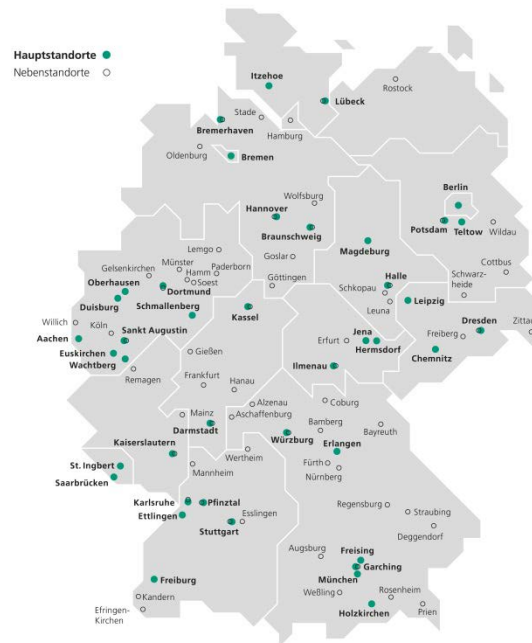 Hauptstandorte
Nebenstandorte
Itzehoe
Rostock
Lübeck
Stade
Hamburg
Bremerhaven
Oldenburg
Bremen
Wolfsburg
Berlin
Hannover
Potsdam
Teltow
Wildau
Braunschweig
Magdeburg
Lemgo
Goslar
Cottbus
Münster
Paderborn
Gelsenkirchen
Hamm
Soest
Göttingen
Halle
Schkopau
Schwarz-
heide
Oberhausen
Dortmund
Leipzig
Duisburg
Schmallenberg
Kassel
Leuna
Willich
Köln
Sankt Augustin
Jena
Dresden
Zittau
Aachen
Erfurt
Hermsdorf
Freiberg
Euskirchen
Gießen
Chemnitz
Wachtberg
Ilmenau
Remagen
Frankfurt
Hanau
Alzenau
Coburg
Mainz
Aschaffenburg
Bamberg
Bayreuth
Darmstadt
Würzburg
Kaiserslautern
Wertheim
Erlangen
St. Ingbert
Mannheim
Fürth
Nürnberg
Saarbrücken
Karlsruhe
Pfinztal
Regensburg
Straubing
Ettlingen
Esslingen
Stuttgart
Deggendorf
Augsburg
Freising
Garching
Freiburg
München
Kandern
Weßling
Rosenheim
Efringen-
Kirchen
Holzkirchen
Prien